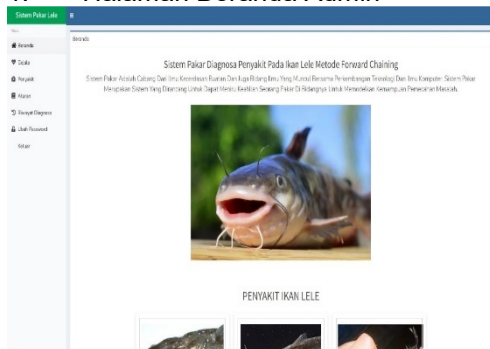 Halaman Beranda Admin
Sistem Pakar Lele
Beranda
Beranda
Gejala
Penyakit
Aturan
Riwayat Diagnosa
Ubah Password
Keluar
Sistem Pakar Diagnosa Penyakit Pada Ikan Lele Metode Forward Chaining
Sistem Pakar Adalah Cabang Dari Ilmu Kecerdasan Buatan Dan Juga Bidang Ilmu Yang Muncul Bersama Perkembangan Teknologi Dan Ilmu Komputer Sistem Pakar
Merupakan Sistem Yang Dirancang Untuk Dapat Meniru Keahlian Seorang Pakar Di Bidangnya Untuk Memodelkan Kemampuan Pemecahan Masalah.
PENYAKIT IKAN LELE